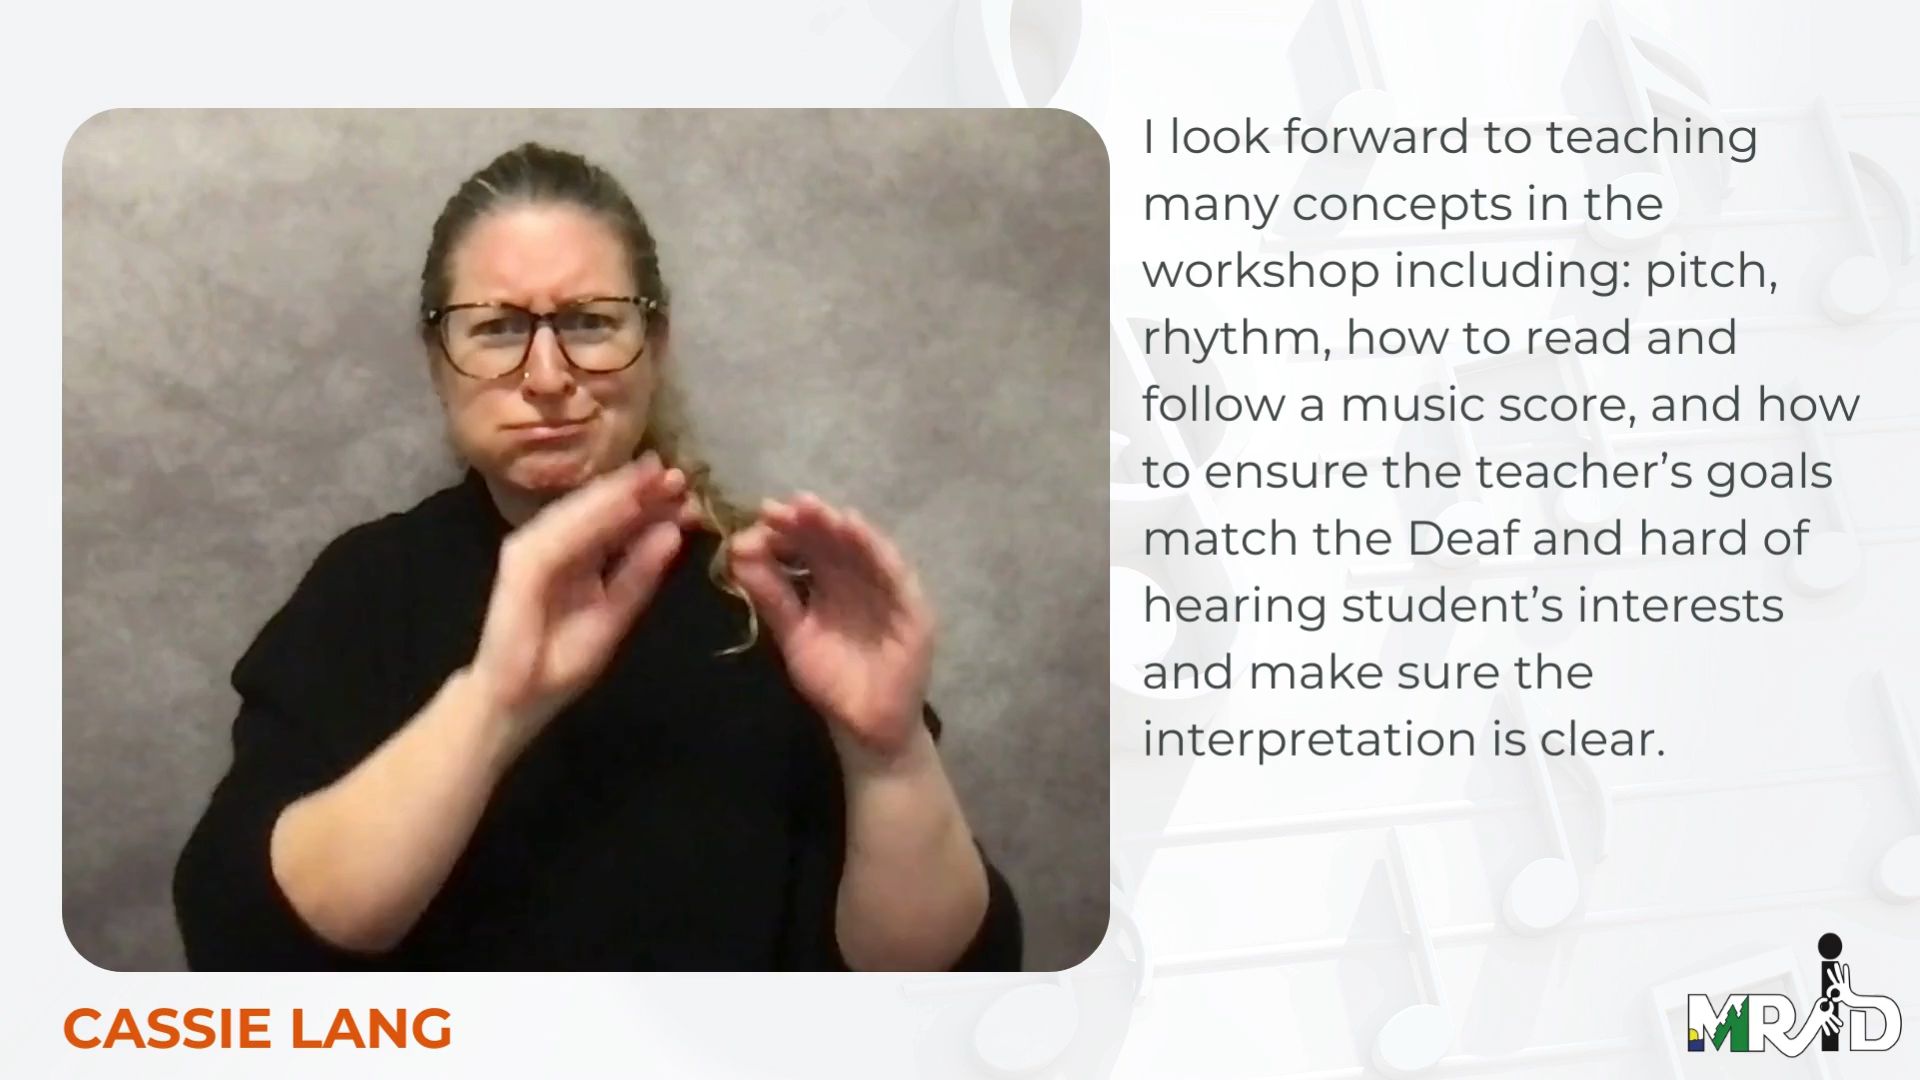 I look forward to teaching
many concepts in the
workshop including: pitch,
rhythm, how to read and
follow a music score, and how
to ensure the teacher’s goals
match the Deaf and hard of
hearing student’s interests
and make sure the
interpretation is clear.
CASSIE LANG
MRID